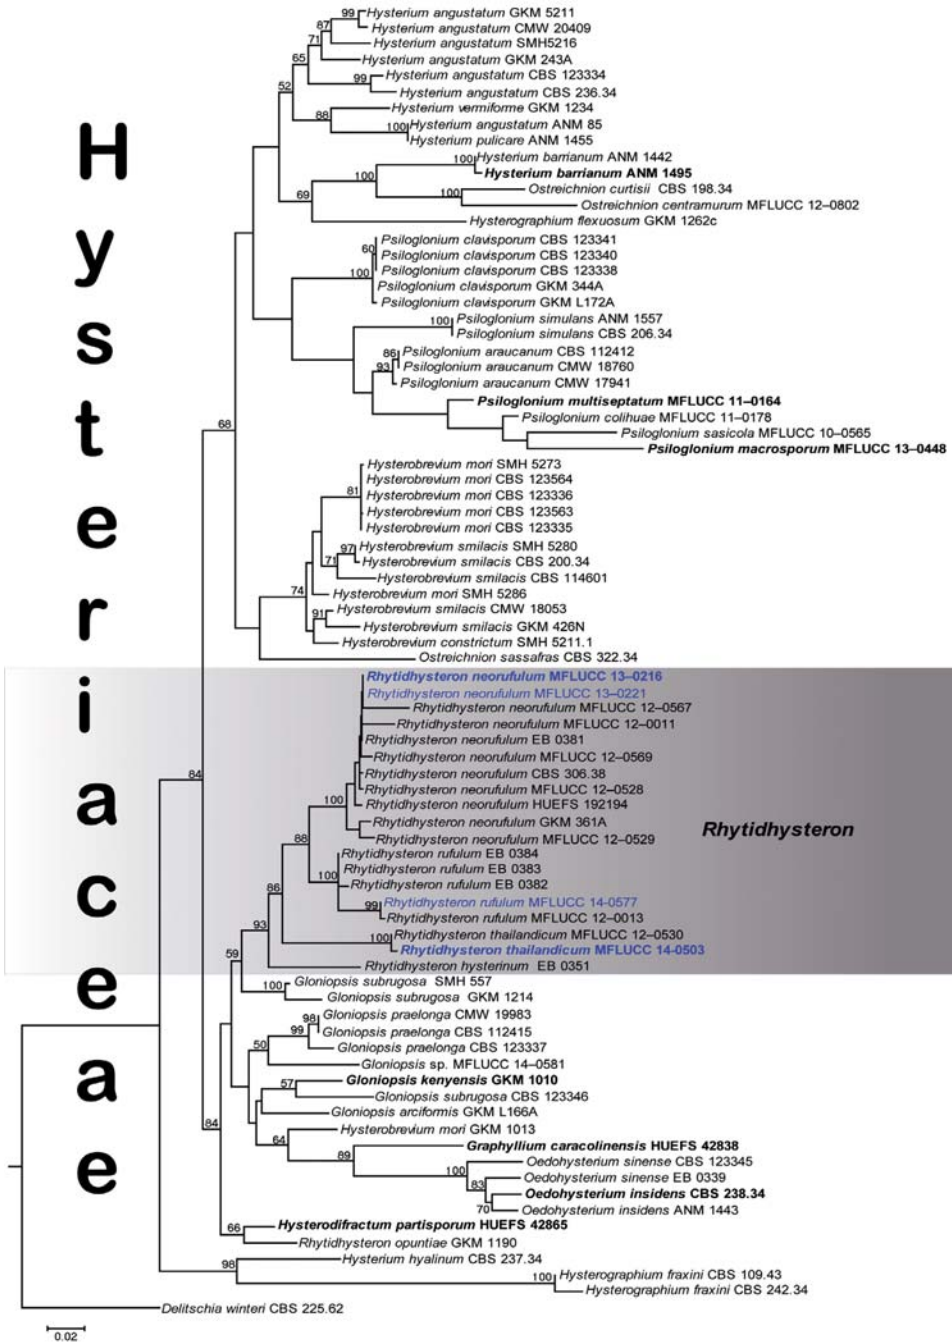 Hysteriaceae
99 Hysterium angustatum GKM 5211
87 Hysterium angustatum CMW 20409
71 Hysterium angustatum SMH5216
65 Hysterium angustatum GKM 243A
Hysterium angustatum CBS 123334
99
52 Hysterium angustatum CBS 236.34
Hysterium vermiforme GKM 1234
88
100 Hysterium angustatum ANM 85
Hysterium pulicare ANM 1455
100 Hysterium barrianum ANM 1442
Hysterium barrianum ANM 1495
100
Ostreichnion curtisii CBS 198.34
69 100
Ostreichnion centramurum MFLUCC 12–0802
Hysterographium flexuosum GKM 1262c
Psiloglonium clavisporum CBS 123341
60 Psiloglonium clavisporum CBS 123340
Psiloglonium clavisporum CBS 123338
100 Psiloglonium clavisporum GKM 344A
Psiloglonium clavisporum GKM L172A
100 Psiloglonium simulans ANM 1557
Psiloglonium simulans CBS 206.34
86 Psiloglonium araucanum CBS 112412
93 Psiloglonium araucanum CMW 18760
Psiloglonium araucanum CMW 17941
Psiloglonium multiseptatum MFLUCC 11–0164
Psiloglonium colihuae MFLUCC 11–0178
68 Psiloglonium sasicola MFLUCC 10–0565
Psiloglonium macrosporum MFLUCC 13–0448
Hysterobrevium mori SMH 5273
Hysterobrevium mori CBS 123564
81 Hysterobrevium mori CBS 123336
Hysterobrevium mori CBS 123563
Hysterobrevium mori CBS 123335
97 Hysterobrevium smilacis SMH 5280
71 Hysterobrevium smilacis CBS 200.34
Hysterobrevium smilacis CBS 114601
74 Hysterobrevium mori SMH 5286
91 Hysterobrevium smilacis CMW 18053
Hysterobrevium smilacis GKM 426N
Hysterobrevium constrictum SMH 5211.1
Ostreichnion sassafras CBS 322.34
Rhytidhysteron neorufulum MFLUCC 13–0216
Rhytidhysteron neorufulum MFLUCC 13–0221
Rhytidhysteron neorufulum MFLUCC 12–0567
Rhytidhysteron neorufulum MFLUCC 12–0011
Rhytidhysteron neorufulum EB 0381
Rhytidhysteron neorufulum MFLUCC 12–0569
84 Rhytidhysteron neorufulum CBS 306.38
Rhytidhysteron neorufulum MFLUCC 12–0528
100 Rhytidhysteron neorufulum HUEFS 192194
Rhytidhysteron neorufulum GKM 361A
Rhytidhysteron
88 Rhytidhysteron neorufulum MFLUCC 12–0529
Rhytidhysteron rufulum EB 0384
Rhytidhysteron rufulum EB 0383
100 Rhytidhysteron rufulum EB 0382
86 99 Rhytidhysteron rufulum MFLUCC 14-0577
Rhytidhysteron rufulum MFLUCC 12–0013
93 100 Rhytidhysteron thailandicum MFLUCC 12–0530
Rhytidhysteron thailandicum MFLUCC 14-0503
59 Rhytidhysteron hysterinum EB 0351
100 Gloniopsis subrugosa SMH 557
Gloniopsis subrugosa GKM 1214
98 Gloniopsis praelonga CMW 19983
99 Gloniopsis praelonga CBS 112415
50 Gloniopsis praelonga CBS 123337
Gloniopsis sp. MFLUCC 14–0581
57 Gloniopsis kenyensis GKM 1010
Gloniopsis subrugosa CBS 123346
Gloniopsis arciformis GKM L166A
84 Hysterobrevium mori GKM 1013
64
Graphyllium caracolinensis HUEFS 42838
89 100 Oedohysterium sinense CBS 123345
Oedohysterium sinense EB 0339
83 Oedohysterium insidens CBS 238.34
70 Oedohysterium insidens ANM 1443
66 Hysterodifractum partisporum HUEFS 42865
Rhytidhysteron opuntiae GKM 1190
98 Hysterium hyalinum CBS 237.34
100 Hysterographium fraxini CBS 109.43
Hysterographium fraxini CBS 242.34
Delitschia winteri CBS 225.62
0.02